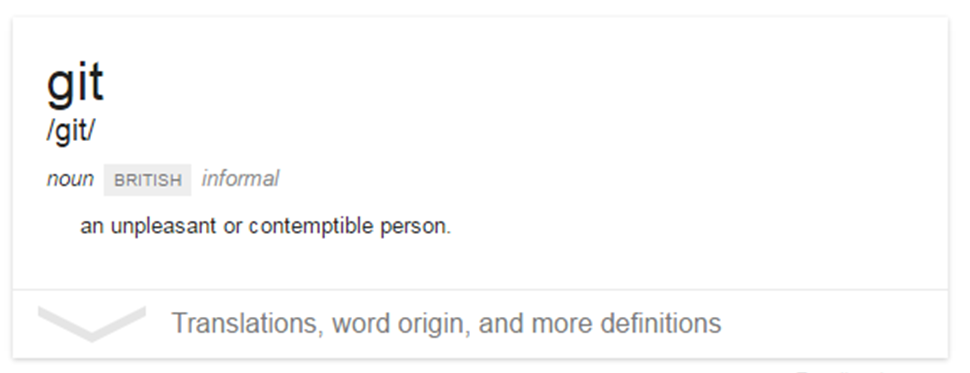 git
/git/
noun BRITISH informal
an unpleasant or contemptible person.
Translations, word origin, and more definitions